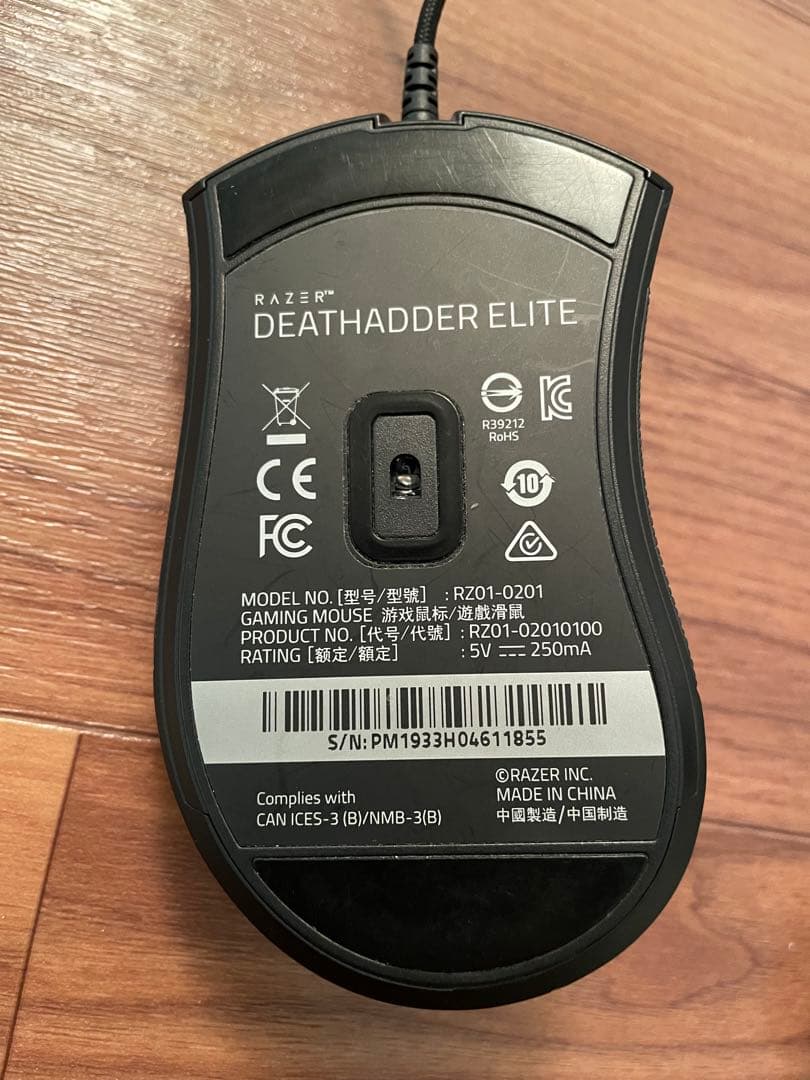 RAZER™
DEATHADDER ELITE
R39212
RoHS
CE
FC
10
MODEL NO. [型号/型號] : RZ01-0201
GAMING MOUSE 游戏鼠标/遊戲滑鼠
PRODUCT NO. [代号/代號] : RZ01-02010100
RATING [额定/額定] : 5V ⎓ 250mA
S/N: PM1933H04611855
Complies with
CAN ICES-3 (B)/NMB-3(B)
©RAZER INC.
MADE IN CHINA
中國製造/中国制造